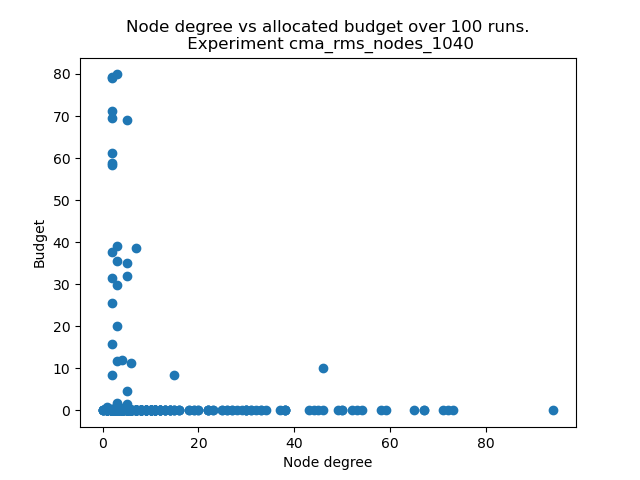 Node degree vs allocated budget over 100 runs.
Experiment cma_rms_nodes_1040
80
70
60
50
40
30
20
10
0
Budget
0 20 40 60 80
Node degree